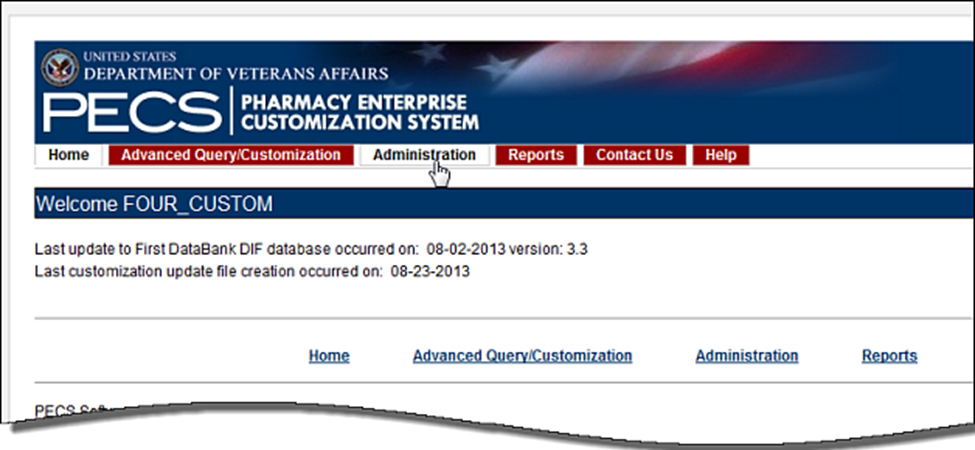 UNITED STATES
DEPARTMENT OF VETERANS AFFAIRS
PECS PHARMACY ENTERPRISE
CUSTOMIZATION SYSTEM
Home Advanced Query/Customization Administration Reports Contact Us Help
Welcome FOUR_CUSTOM
Last update to First DataBank DIF database occurred on: 08-02-2013 version: 3.3
Last customization update file creation occurred on: 08-23-2013
Home Advanced Query/Customization Administration Reports
PECS